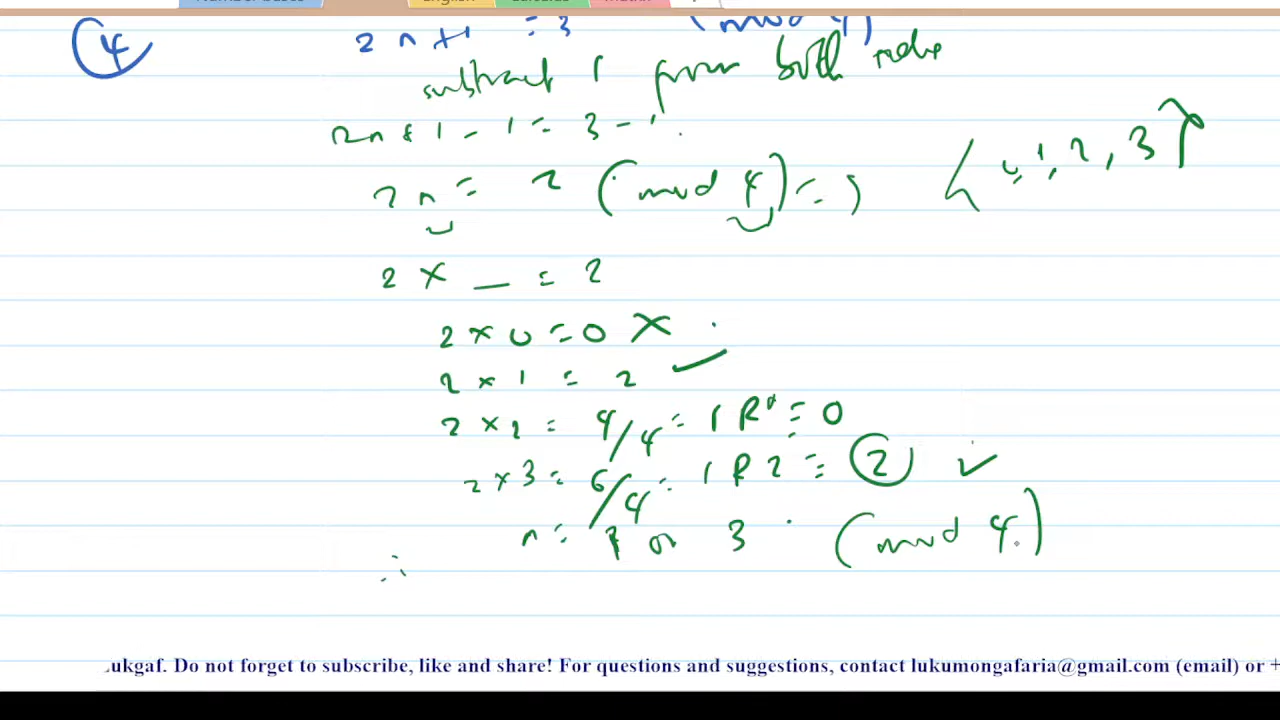 Number bases English
④ 2n+1 = 3 (mod 4)
subtract 1 from both sides
2n + 1 - 1 = 3 - 1
2n = 2 (mod 4) = { 0, 1, 2, 3 }
2 × _ = 2
2 × 0 = 0 ×
2 × 1 = 2 ✓
2 × 2 = 4/4 = 1 R 0 = 0
2 × 3 = 6/4 = 1 R 2 = 2 ✓
∴ n = 1 or 3 (mod 4)
ukgaf. Do not forget to subscribe, like and share! For questions and suggestions, contact lukumongafaria@gmail.com (email) or +